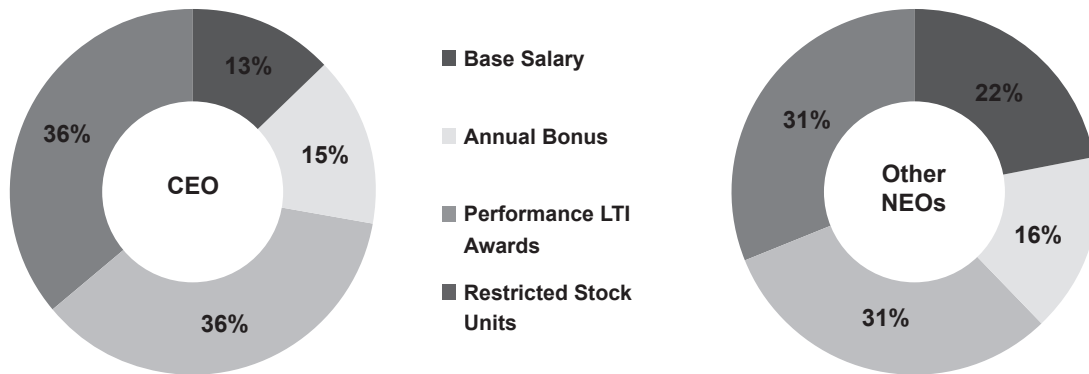 13%
15%
36%
36%
CEO
Base Salary
Annual Bonus
Performance LTI
Awards
Restricted Stock
Units
22%
16%
31%
31%
Other
NEOs